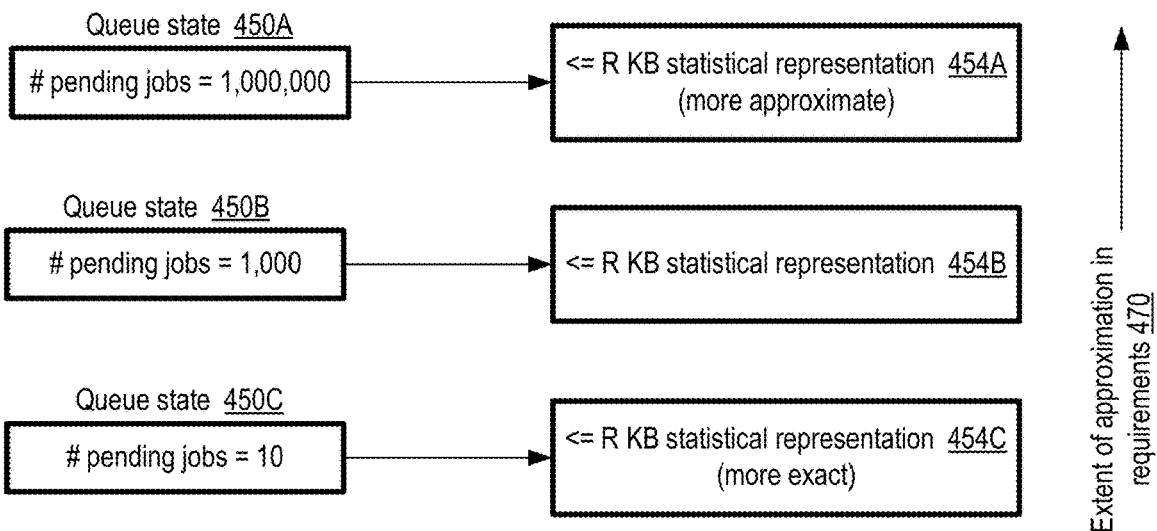 Queue state 450A
# pending jobs = 1,000,000
<= R KB statistical representation 454A
(more approximate)
Queue state 450B
# pending jobs = 1,000
<= R KB statistical representation 454B
Queue state 450C
# pending jobs = 10
<= R KB statistical representation 454C
(more exact)
Extent of approximation in
requirements 470